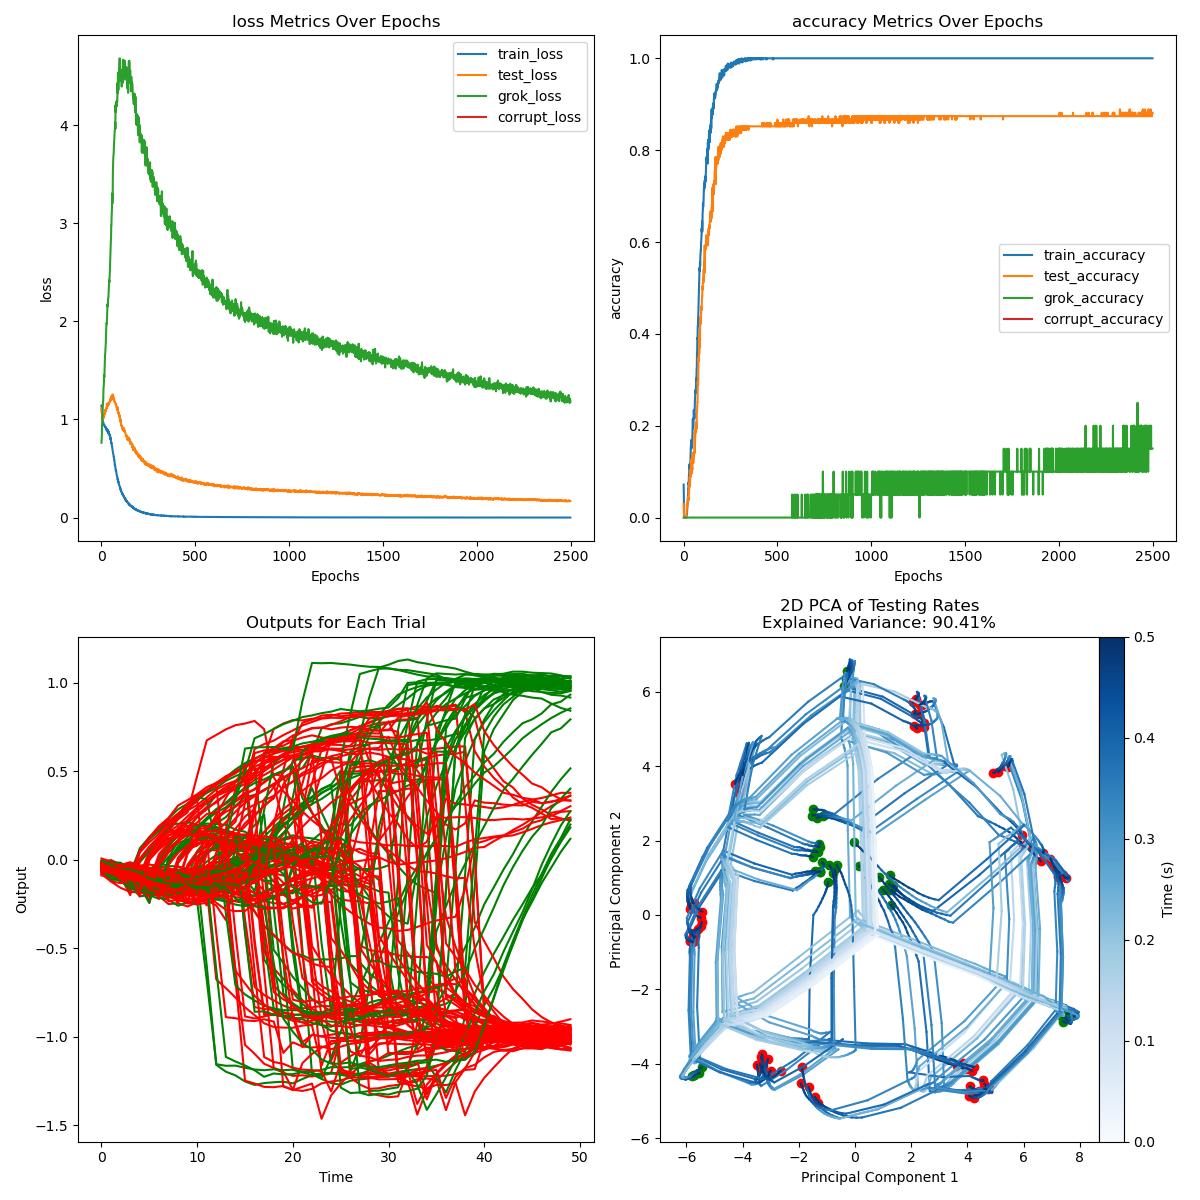 loss Metrics Over Epochs
train_loss
test_loss
grok_loss
corrupt_loss
4
3
2
1
0
loss
0
500
1000
1500
2000
2500
Epochs
accuracy Metrics Over Epochs
train_accuracy
test_accuracy
grok_accuracy
corrupt_accuracy
1.0
0.8
0.6
0.4
0.2
0.0
accuracy
0
500
1000
1500
2000
2500
Epochs
Outputs for Each Trial
1.0
0.5
0.0
−0.5
−1.0
−1.5
Output
0
10
20
30
40
50
Time
2D PCA of Testing Rates
Explained Variance: 90.41%
6
4
2
0
−2
−4
−6
Principal Component 2
−6
−4
−2
0
2
4
6
8
Principal Component 1
0.5
0.4
0.3
0.2
0.1
0.0
Time (s)